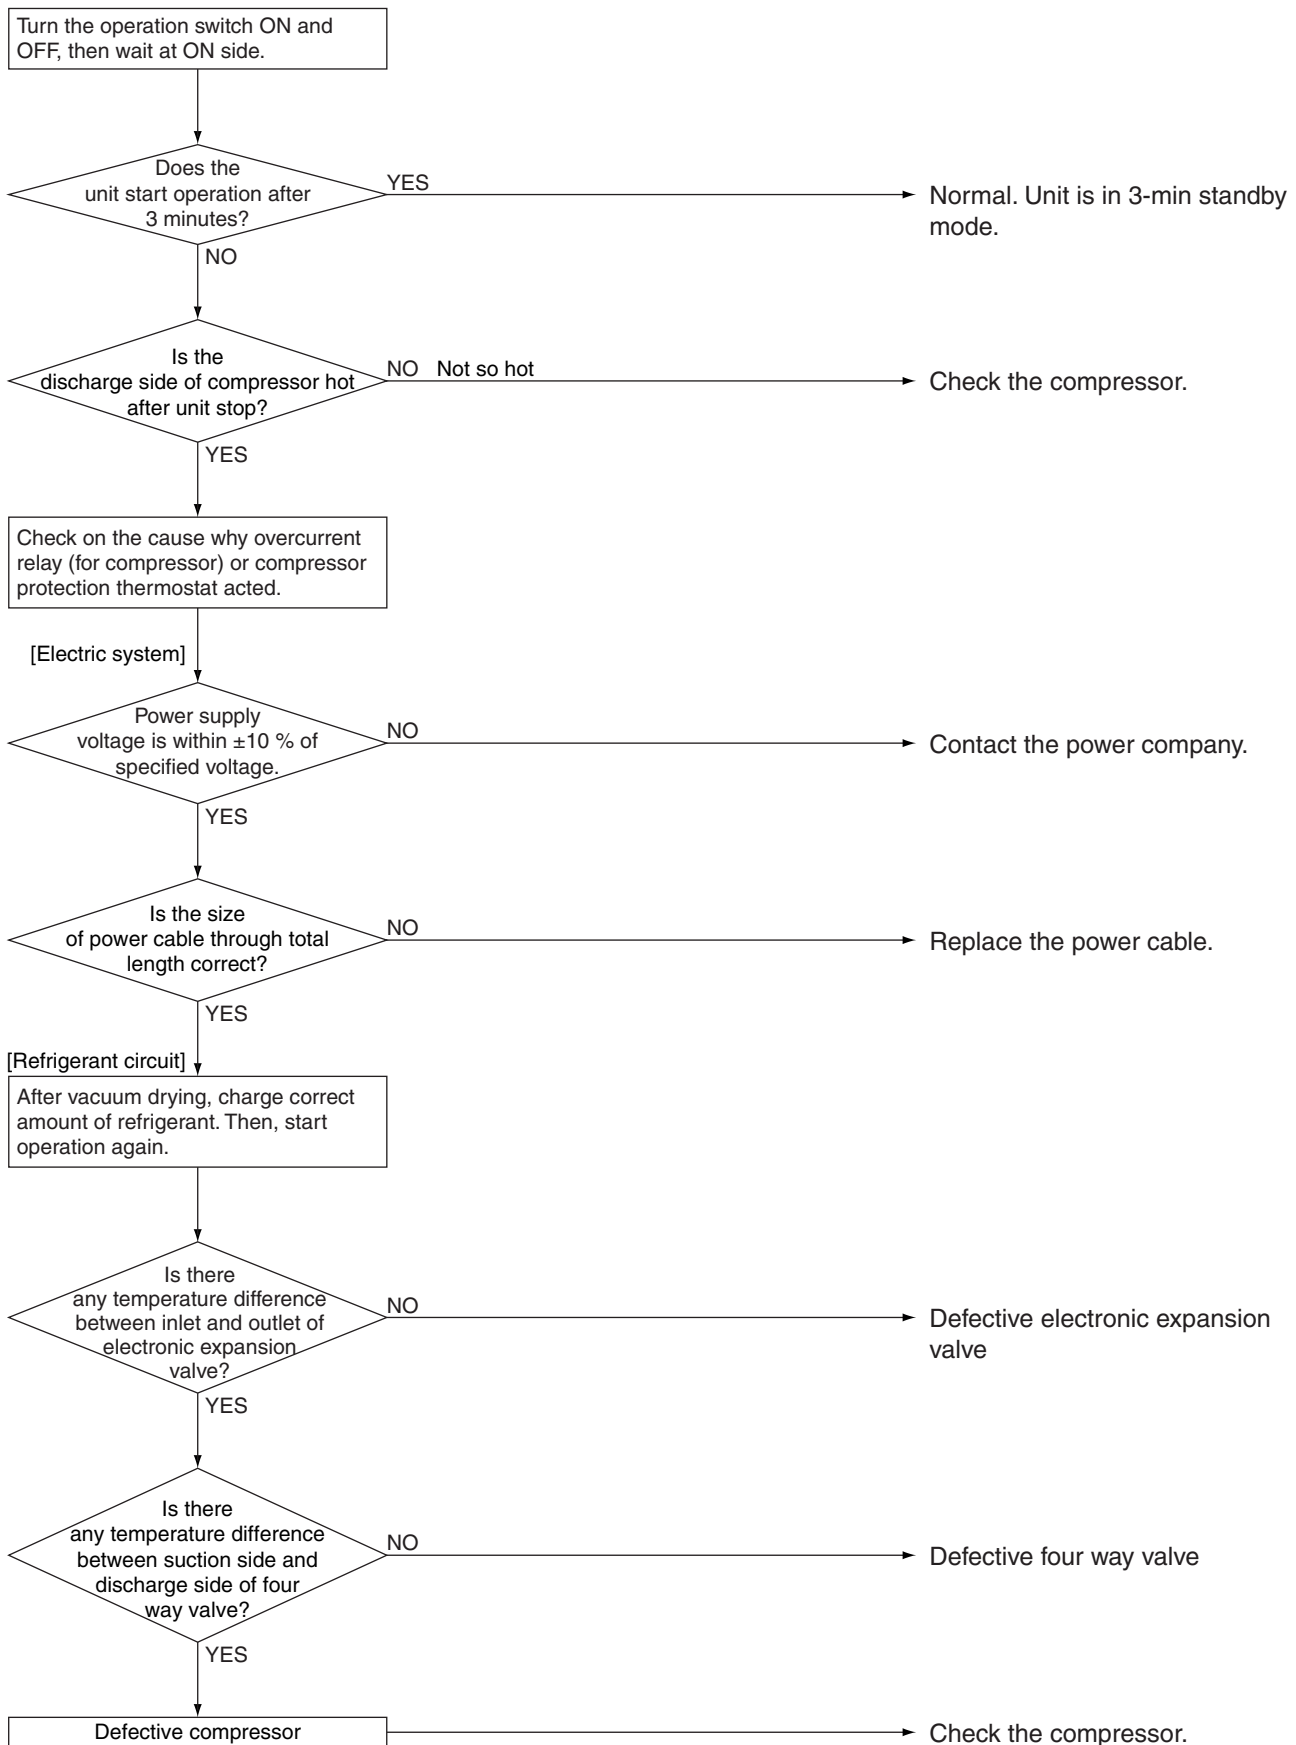 Turn the operation switch ON and
OFF, then wait at ON side.
Does the
unit start operation after
3 minutes?
YES
Normal. Unit is in 3-min standby
mode.
NO
Is the
discharge side of compressor hot
after unit stop?
NO Not so hot
Check the compressor.
YES
Check on the cause why overcurrent
relay (for compressor) or compressor
protection thermostat acted.
[Electric system]
Power supply
voltage is within ±10 % of
specified voltage.
NO
Contact the power company.
YES
Is the size
of power cable through total
length correct?
NO
Replace the power cable.
YES
[Refrigerant circuit]
After vacuum drying, charge correct
amount of refrigerant. Then, start
operation again.
Is there
any temperature difference
between inlet and outlet of
electronic expansion
valve?
NO
Defective electronic expansion
valve
YES
Is there
any temperature difference
between suction side and
discharge side of four
way valve?
NO
Defective four way valve
YES
Defective compressor
Check the compressor.